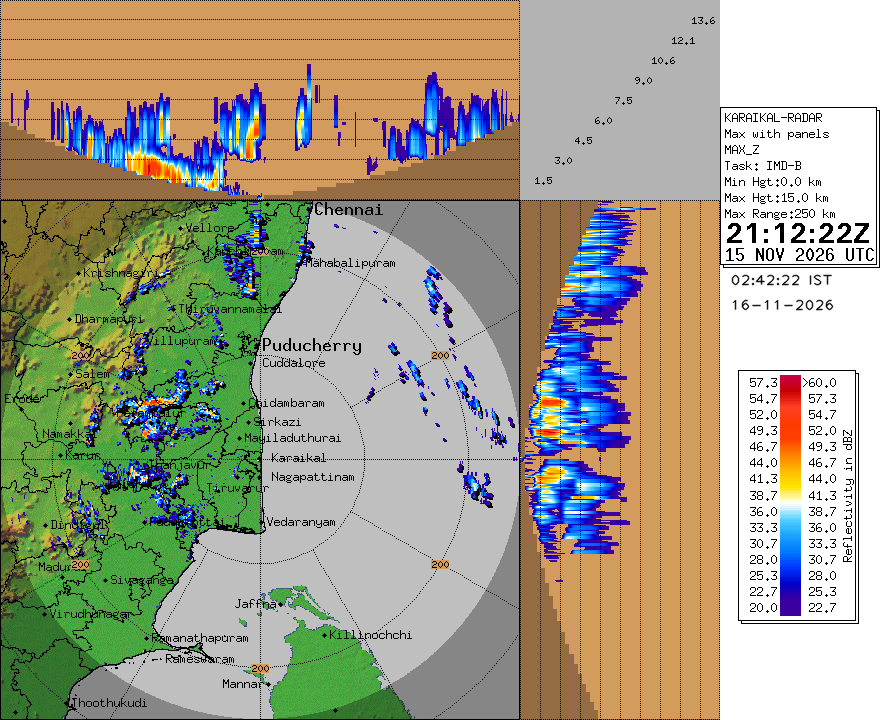 13.6
12.1
10.6
9.0
7.5
6.0
4.5
3.0
1.5
KARAIKAL-RADAR
Max with panels
MAX_Z
Task: IMD-B
Min Hgt:0.0 km
Max Hgt:15.0 km
Max Range:250 km
21:12:22Z
15 NOV 2026 UTC
02:42:22 IST
16-11-2026
57.3 >60.0
54.7 57.3
52.0 54.7
49.3 52.0
46.7 49.3
44.0 46.7
41.3 44.0
38.7 41.3
36.0 38.7
33.3 36.0
30.7 33.3
28.0 30.7
25.3 28.0
22.7 25.3
20.0 22.7
Reflectivity in dBZ
Chennai
Vellore
200
Mahabalipuram
Krishnagiri
Thiruvannamalai
Dharmapuri
Villupuram
Puducherry
200
200
Cuddalore
Salem
Erode
Chidambaram
Sirkazi
Namakkal
Mayiladuthurai
Karur
Karaikal
Thanjavur
Nagapattinam
Tiruvarur
Vedaranyam
200
200
Madurai
Sivaganga
Jaffna
Virudhunagar
Ramanathapuram
Killinochchi
Rameswaram
200
Mannar
Thoothukudi